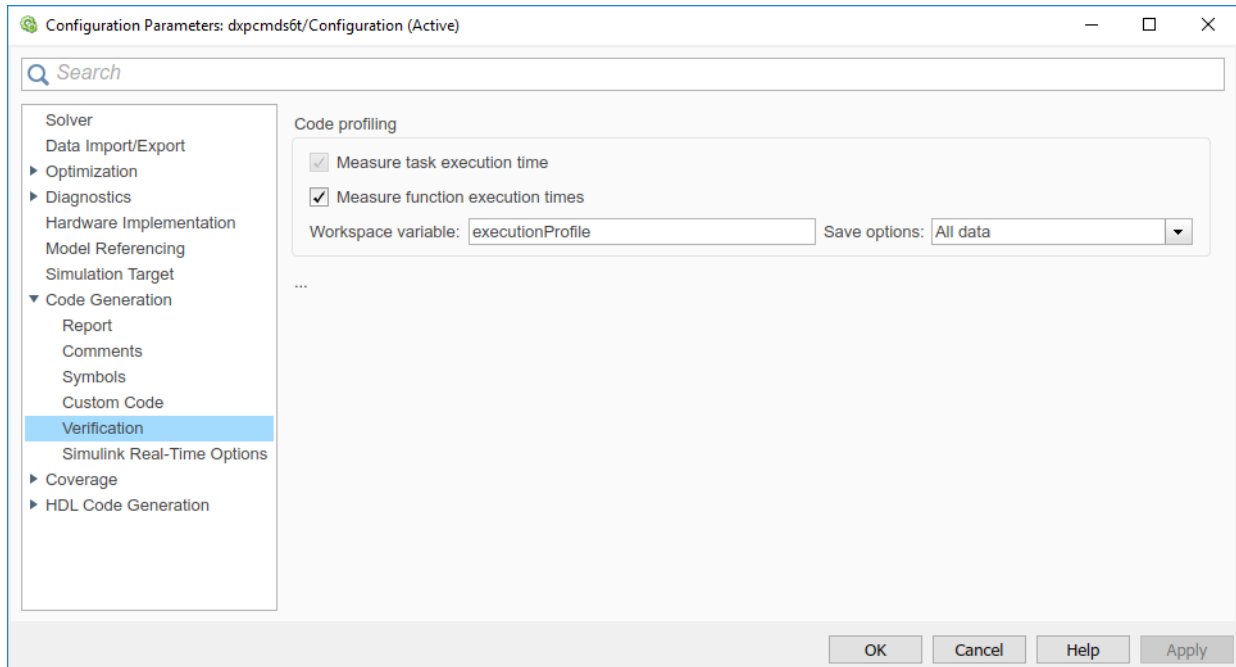 Configuration Parameters: dxpcmds6t/Configuration (Active)
Search
Solver
Data Import/Export
Optimization
Diagnostics
Hardware Implementation
Model Referencing
Simulation Target
Code Generation
Report
Comments
Symbols
Custom Code
Verification
Simulink Real-Time Options
Coverage
HDL Code Generation
Code profiling
Measure task execution time
Measure function execution times
Workspace variable: executionProfile Save options: All data
...
OK Cancel Help Apply